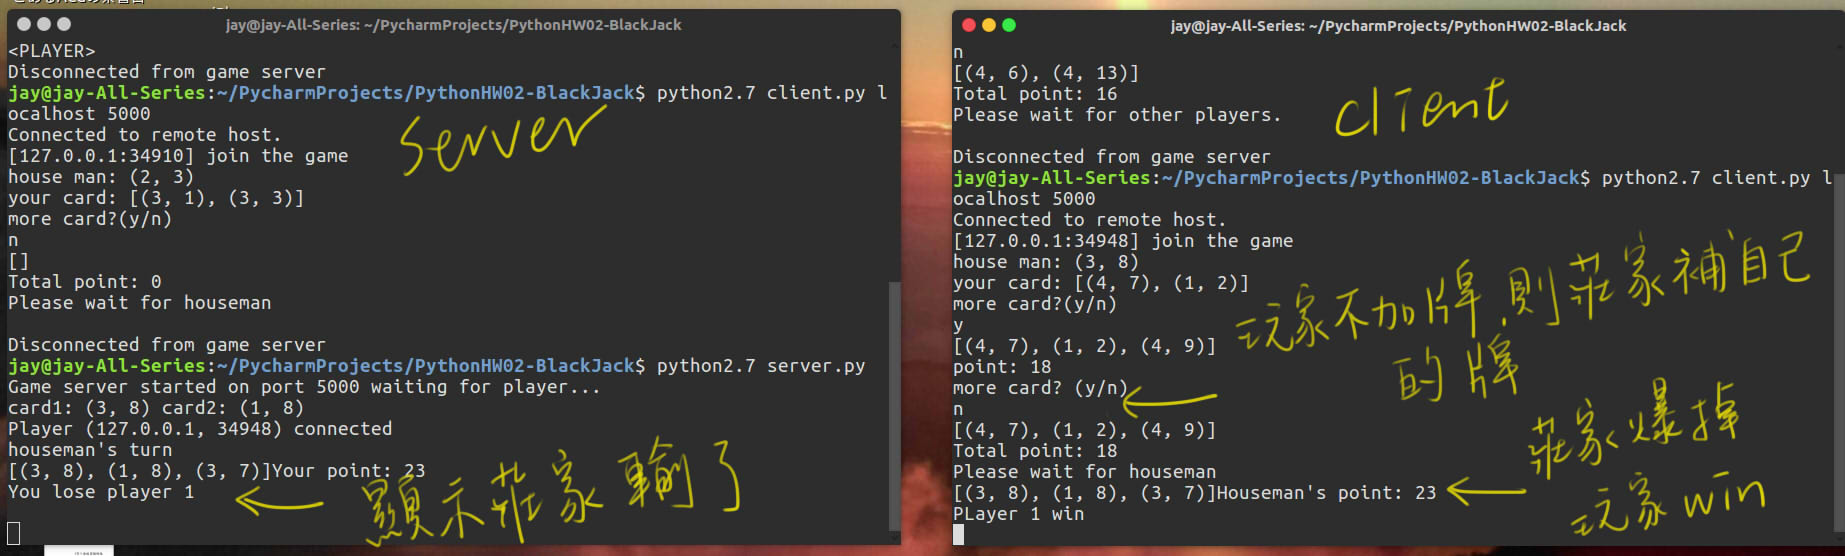 jay@jay-All-Series: ~/PycharmProjects/PythonHW02-BlackJack
<PLAYER>
Disconnected from game server
jay@jay-All-Series:~/PycharmProjects/PythonHW02-BlackJack$ python2.7 client.py l
ocalhost 5000
Connected to remote host.
[127.0.0.1:34910] join the game
house man: (2, 3)
your card: [(3, 1), (3, 3)]
more card?(y/n)
n
[]
Total point: 0
Please wait for houseman
Disconnected from game server
jay@jay-All-Series:~/PycharmProjects/PythonHW02-BlackJack$ python2.7 server.py
Game server started on port 5000 waiting for player...
card1: (3, 8) card2: (1, 8)
Player (127.0.0.1, 34948) connected
houseman's turn
[(3, 8), (1, 8), (3, 7)]Your point: 23
You lose player 1
Server
顯示莊家輸了
jay@jay-All-Series: ~/PycharmProjects/PythonHW02-BlackJack
n
[(4, 6), (4, 13)]
Total point: 16
Please wait for other players.
Disconnected from game server
jay@jay-All-Series:~/PycharmProjects/PythonHW02-BlackJack$ python2.7 client.py l
ocalhost 5000
Connected to remote host.
[127.0.0.1:34948] join the game
house man: (3, 8)
your card: [(4, 7), (1, 2)]
more card?(y/n)
y
[(4, 7), (1, 2), (4, 9)]
point: 18
more card? (y/n)
n
[(4, 7), (1, 2), (4, 9)]
Total point: 18
Please wait for houseman
[(3, 8), (1, 8), (3, 7)]Houseman's point: 23
PLayer 1 win
client
玩家不加牌,則莊家補自己
的牌
莊家爆掉
玩家win